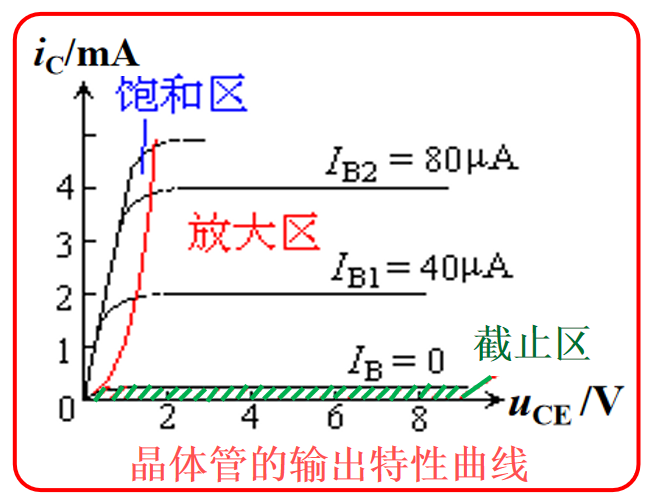 iC/mA
饱和区
4
3
2
1
0
IB2 = 80μA
放大区
IB1 = 40μA
IB = 0
截止区
2 4 6 8
uCE /V
晶体管的输出特性曲线